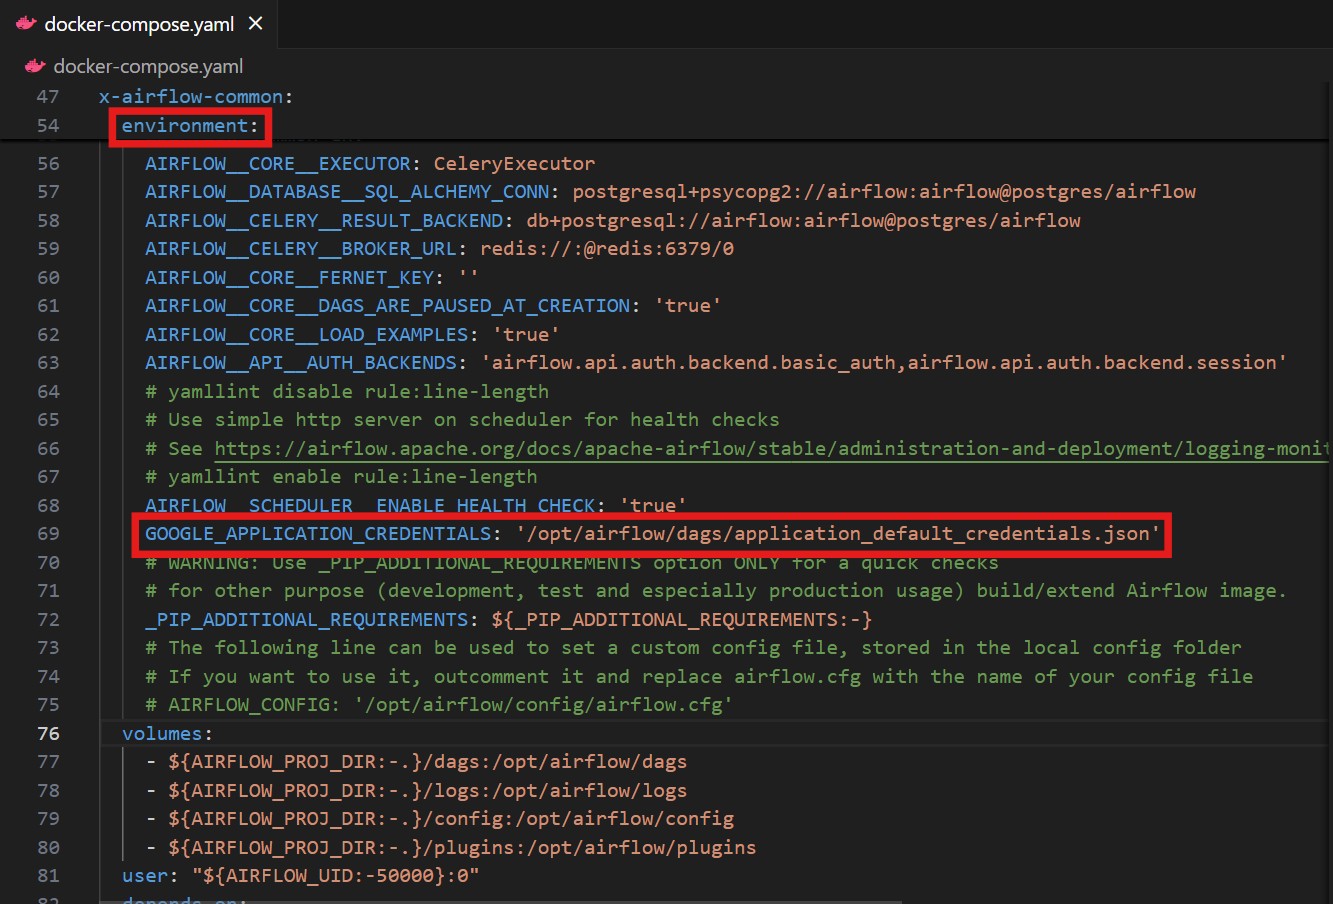 docker-compose.yaml ×
docker-compose.yaml
47 x-airflow-common:
54 environment:
56 AIRFLOW__CORE__EXECUTOR: CeleryExecutor
57 AIRFLOW__DATABASE__SQL_ALCHEMY_CONN: postgresql+psycopg2://airflow:airflow@postgres/airflow
58 AIRFLOW__CELERY__RESULT_BACKEND: db+postgresql://airflow:airflow@postgres/airflow
59 AIRFLOW__CELERY__BROKER_URL: redis://:@redis:6379/0
60 AIRFLOW__CORE__FERNET_KEY: ''
61 AIRFLOW__CORE__DAGS_ARE_PAUSED_AT_CREATION: 'true'
62 AIRFLOW__CORE__LOAD_EXAMPLES: 'true'
63 AIRFLOW__API__AUTH_BACKENDS: 'airflow.api.auth.backend.basic_auth,airflow.api.auth.backend.session'
64 # yamllint disable rule:line-length
65 # Use simple http server on scheduler for health checks
66 # See https://airflow.apache.org/docs/apache-airflow/stable/administration-and-deployment/logging-monit
67 # yamllint enable rule:line-length
68 AIRFLOW__SCHEDULER__ENABLE_HEALTH_CHECK: 'true'
69 GOOGLE_APPLICATION_CREDENTIALS: '/opt/airflow/dags/application_default_credentials.json'
70 # WARNING: Use _PIP_ADDITIONAL_REQUIREMENTS option ONLY for a quick checks
71 # for other purpose (development, test and especially production usage) build/extend Airflow image.
72 _PIP_ADDITIONAL_REQUIREMENTS: ${_PIP_ADDITIONAL_REQUIREMENTS:-}
73 # The following line can be used to set a custom config file, stored in the local config folder
74 # If you want to use it, outcomment it and replace airflow.cfg with the name of your config file
75 # AIRFLOW_CONFIG: '/opt/airflow/config/airflow.cfg'
76 volumes:
77 - ${AIRFLOW_PROJ_DIR:-.}/dags:/opt/airflow/dags
78 - ${AIRFLOW_PROJ_DIR:-.}/logs:/opt/airflow/logs
79 - ${AIRFLOW_PROJ_DIR:-.}/config:/opt/airflow/config
80 - ${AIRFLOW_PROJ_DIR:-.}/plugins:/opt/airflow/plugins
81 user: "${AIRFLOW_UID:-50000}:0"
82 depends_on: